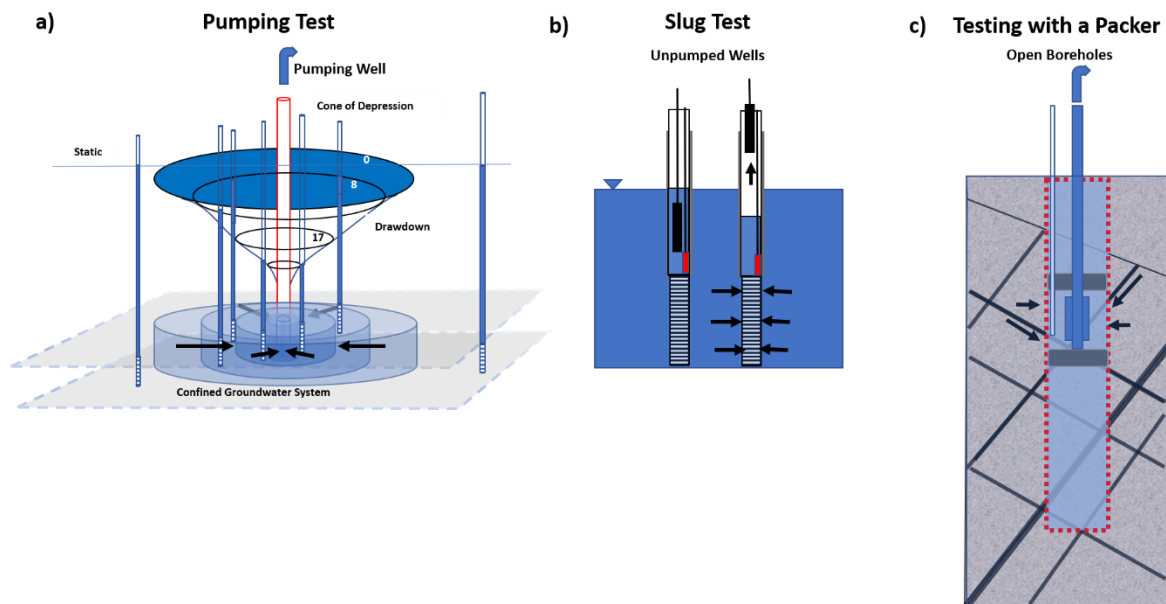 a)
Pumping Test
Pumping Well
Cone of Depression
Static
0
8
Drawdown
17
Confined Groundwater System
b)
Slug Test
Unpumped Wells
c)
Testing with a Packer
Open Boreholes